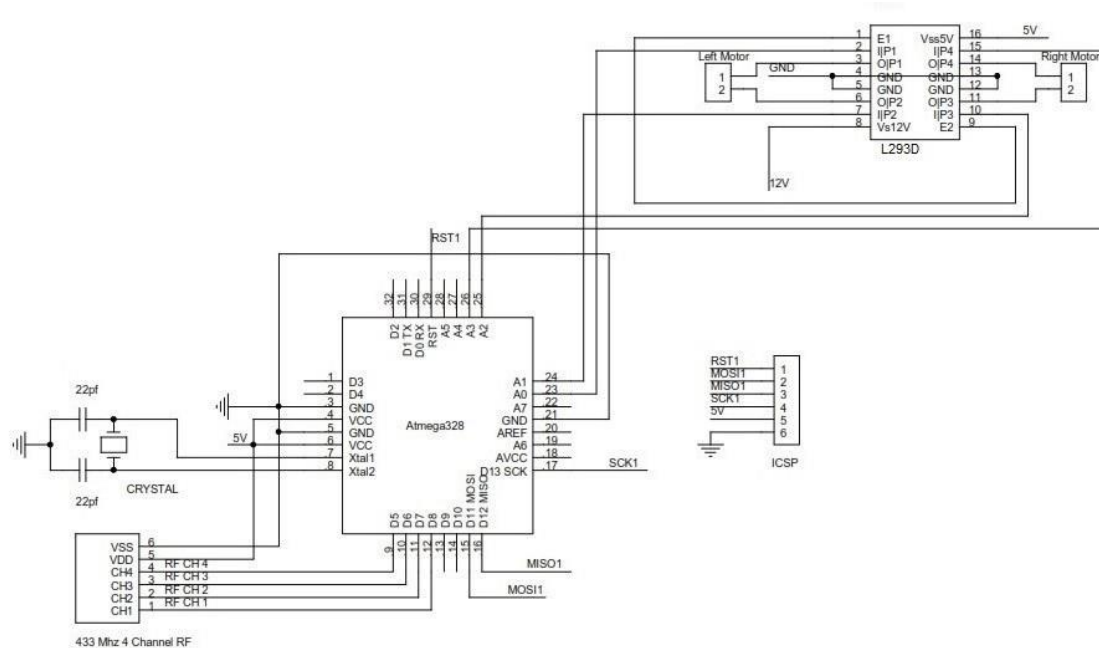 1 E1 Vss5V 16 5V
2 I|P1 I|P4 15
Left Motor 3 O|P1 O|P4 14 Right Motor
1 GND 4 GND GND 13 1
2 5 GND GND 12 2
6 O|P2 O|P3 11
7 I|P2 I|P3 10
8 Vs12V E2 9
L293D
12V
RST1
32 31 30 29 28 27 26 25
D2 D1 TX D0 RX RST A5 A4 A3 A2
RST1 1
MOSI1 2
MISO1 3
SCK1 4
5V 5
6
ICSP
22pf
1 D3 A1 24
2 D4 A0 23
3 GND A7 22
4 VCC GND 21
5V 5 GND Atmega328 AREF 20
6 VCC A6 19
7 Xtal1 AVCC 18
8 Xtal2 D13 SCK 17 SCK1
CRYSTAL
22pf
D5 D6 D7 D8 D9 D10 D11 MOSI D12 MISO
9 10 11 12 13 14 15 16
VSS 6
VDD 5
CH4 4 RF CH 4 MISO1
CH3 3 RF CH 3
CH2 2 RF CH 2 MOSI1
CH1 1 RF CH 1
433 Mhz 4 Channel RF